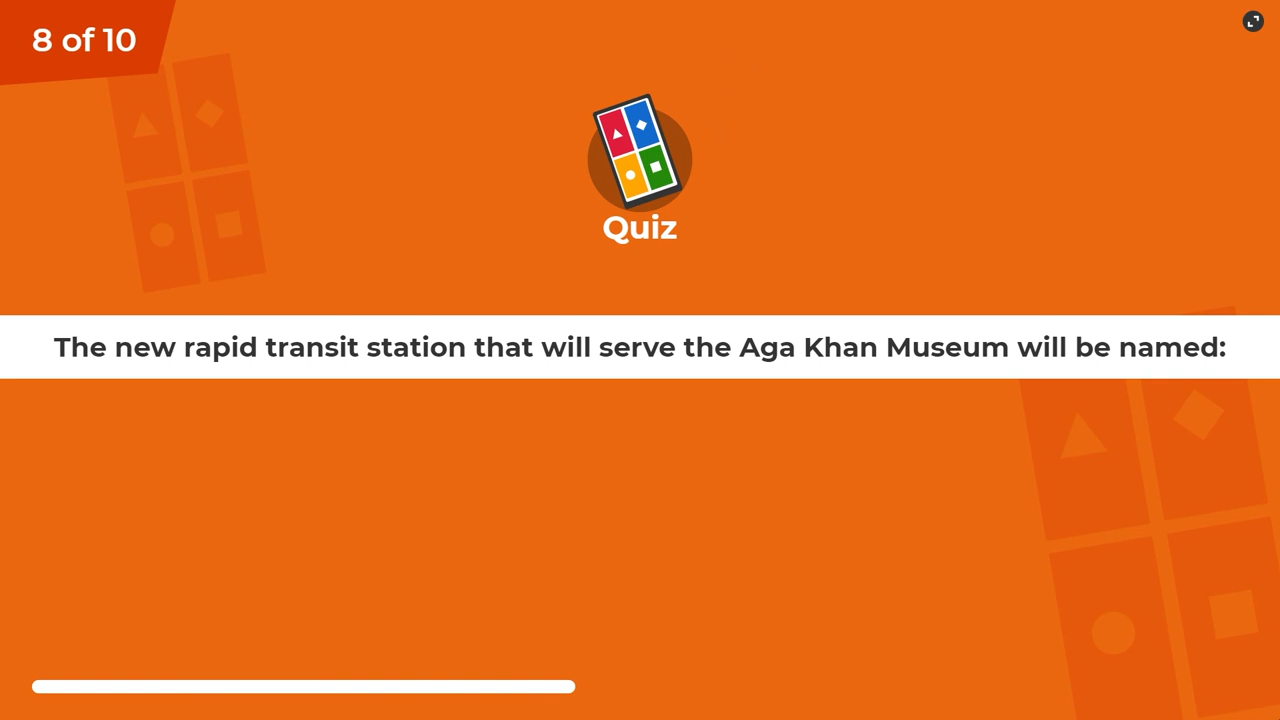 8 of 10
Quiz
The new rapid transit station that will serve the Aga Khan Museum will be named: